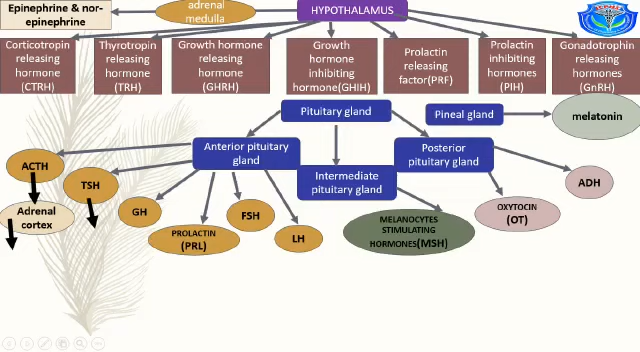 Epinephrine & nor-
epinephrine
adrenal
medulla
HYPOTHALAMUS
Corticotropin
releasing
hormone
(CTRH)
Thyrotropin
releasing
hormone
(TRH)
Growth hormone
releasing
hormone
(GHRH)
Growth
hormone
inhibiting
hormone(GHIH)
Prolactin
releasing
factor(PRF)
Prolactin
inhibiting
hormones
(PIH)
Gonadotrophin
releasing
hormones
(GnRH)
Pituitary gland
Pineal gland
melatonin
Anterior pituitary
gland
Intermediate
pituitary gland
Posterior
pituitary gland
ACTH
TSH
Adrenal
cortex
GH
PROLACTIN
(PRL)
FSH
LH
MELANOCYTES
STIMULATING
HORMONES(MSH)
OXYTOCIN
(OT)
ADH